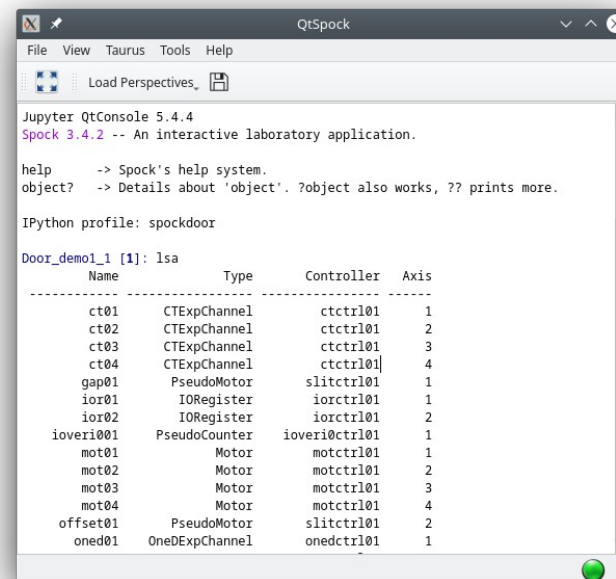 QtSpock
File View Taurus Tools Help
Load Perspectives
Jupyter QtConsole 5.4.4
Spock 3.4.2 -- An interactive laboratory application.
help -> Spock's help system.
object? -> Details about 'object'. ?object also works, ?? prints more.
IPython profile: spockdoor
Door_demo1_1 [1]: lsa
Name Type Controller Axis
------------ ----------------- ---------------- ------
ct01 CTExpChannel ctctrl01 1
ct02 CTExpChannel ctctrl01 2
ct03 CTExpChannel ctctrl01 3
ct04 CTExpChannel ctctrl01 4
gap01 PseudoMotor slitctrl01 1
ior01 IORegister iorctrl01 1
ior02 IORegister iorctrl01 2
ioveri001 PseudoCounter ioveri0ctrl01 1
mot01 Motor motctrl01 1
mot02 Motor motctrl01 2
mot03 Motor motctrl01 3
mot04 Motor motctrl01 4
offset01 PseudoMotor slitctrl01 2
oned01 OneDExpChannel onedctrl01 1